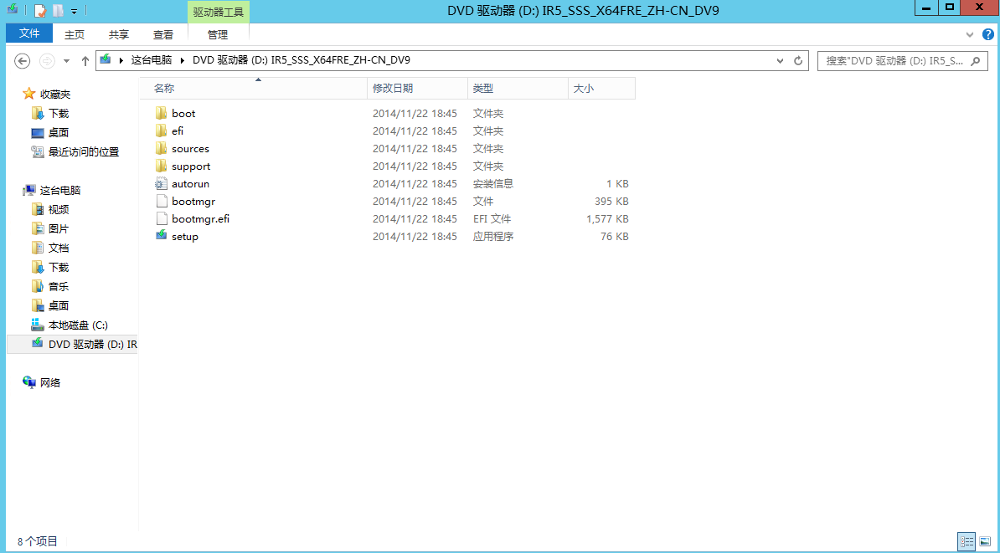 驱动器工具
DVD 驱动器 (D:) IR5_SSS_X64FRE_ZH-CN_DV9
文件 主页 共享 查看 管理
这台电脑 DVD 驱动器 (D:) IR5_SSS_X64FRE_ZH-CN_DV9
搜索"DVD 驱动器 (D:) IR5_S...
收藏夹
下载
桌面
最近访问的位置
这台电脑
视频
图片
文档
下载
音乐
桌面
本地磁盘 (C:)
DVD 驱动器 (D:) IR
网络
名称 修改日期 类型 大小
boot 2014/11/22 18:45 文件夹
efi 2014/11/22 18:45 文件夹
sources 2014/11/22 18:45 文件夹
support 2014/11/22 18:45 文件夹
autorun 2014/11/22 18:45 安装信息 1 KB
bootmgr 2014/11/22 18:45 文件 395 KB
bootmgr.efi 2014/11/22 18:45 EFI 文件 1,577 KB
setup 2014/11/22 18:45 应用程序 76 KB
8 个项目